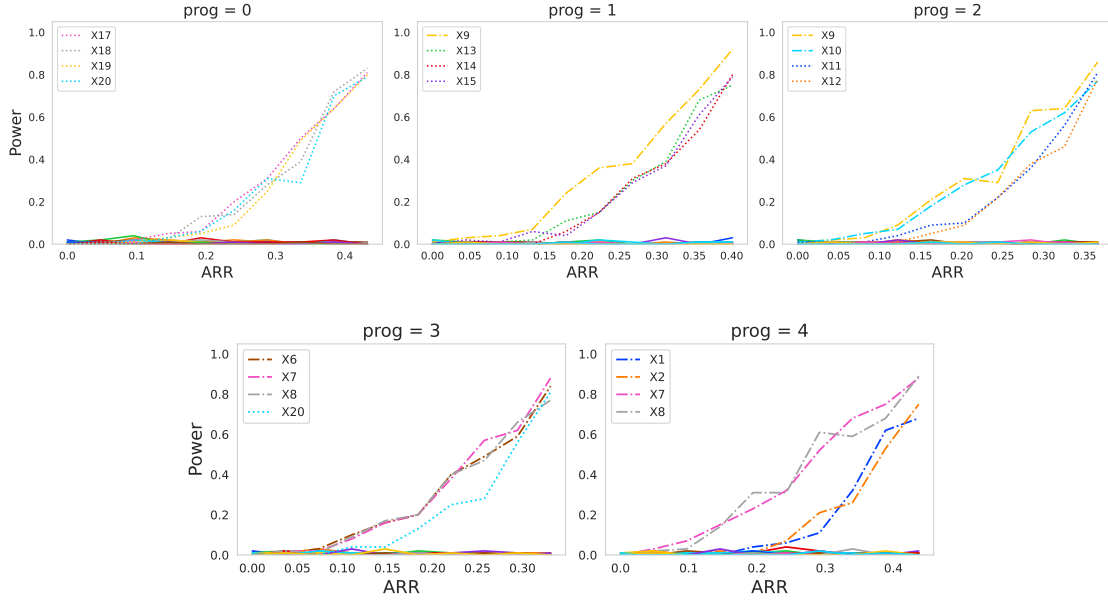 prog = 0
prog = 1
prog = 2
1.0
0.8
0.6
0.4
0.2
0.0
Power
X17
X18
X19
X20
0.0 0.1 0.2 0.3 0.4
ARR
1.0
0.8
0.6
0.4
0.2
0.0
X9
X13
X14
X15
0.00 0.05 0.10 0.15 0.20 0.25 0.30 0.35 0.40
ARR
1.0
0.8
0.6
0.4
0.2
0.0
X9
X10
X11
X12
0.00 0.05 0.10 0.15 0.20 0.25 0.30 0.35
ARR
prog = 3
prog = 4
1.0
0.8
0.6
0.4
0.2
0.0
Power
X6
X7
X8
X20
0.00 0.05 0.10 0.15 0.20 0.25 0.30
ARR
1.0
0.8
0.6
0.4
0.2
0.0
X1
X2
X7
X8
0.0 0.1 0.2 0.3 0.4
ARR